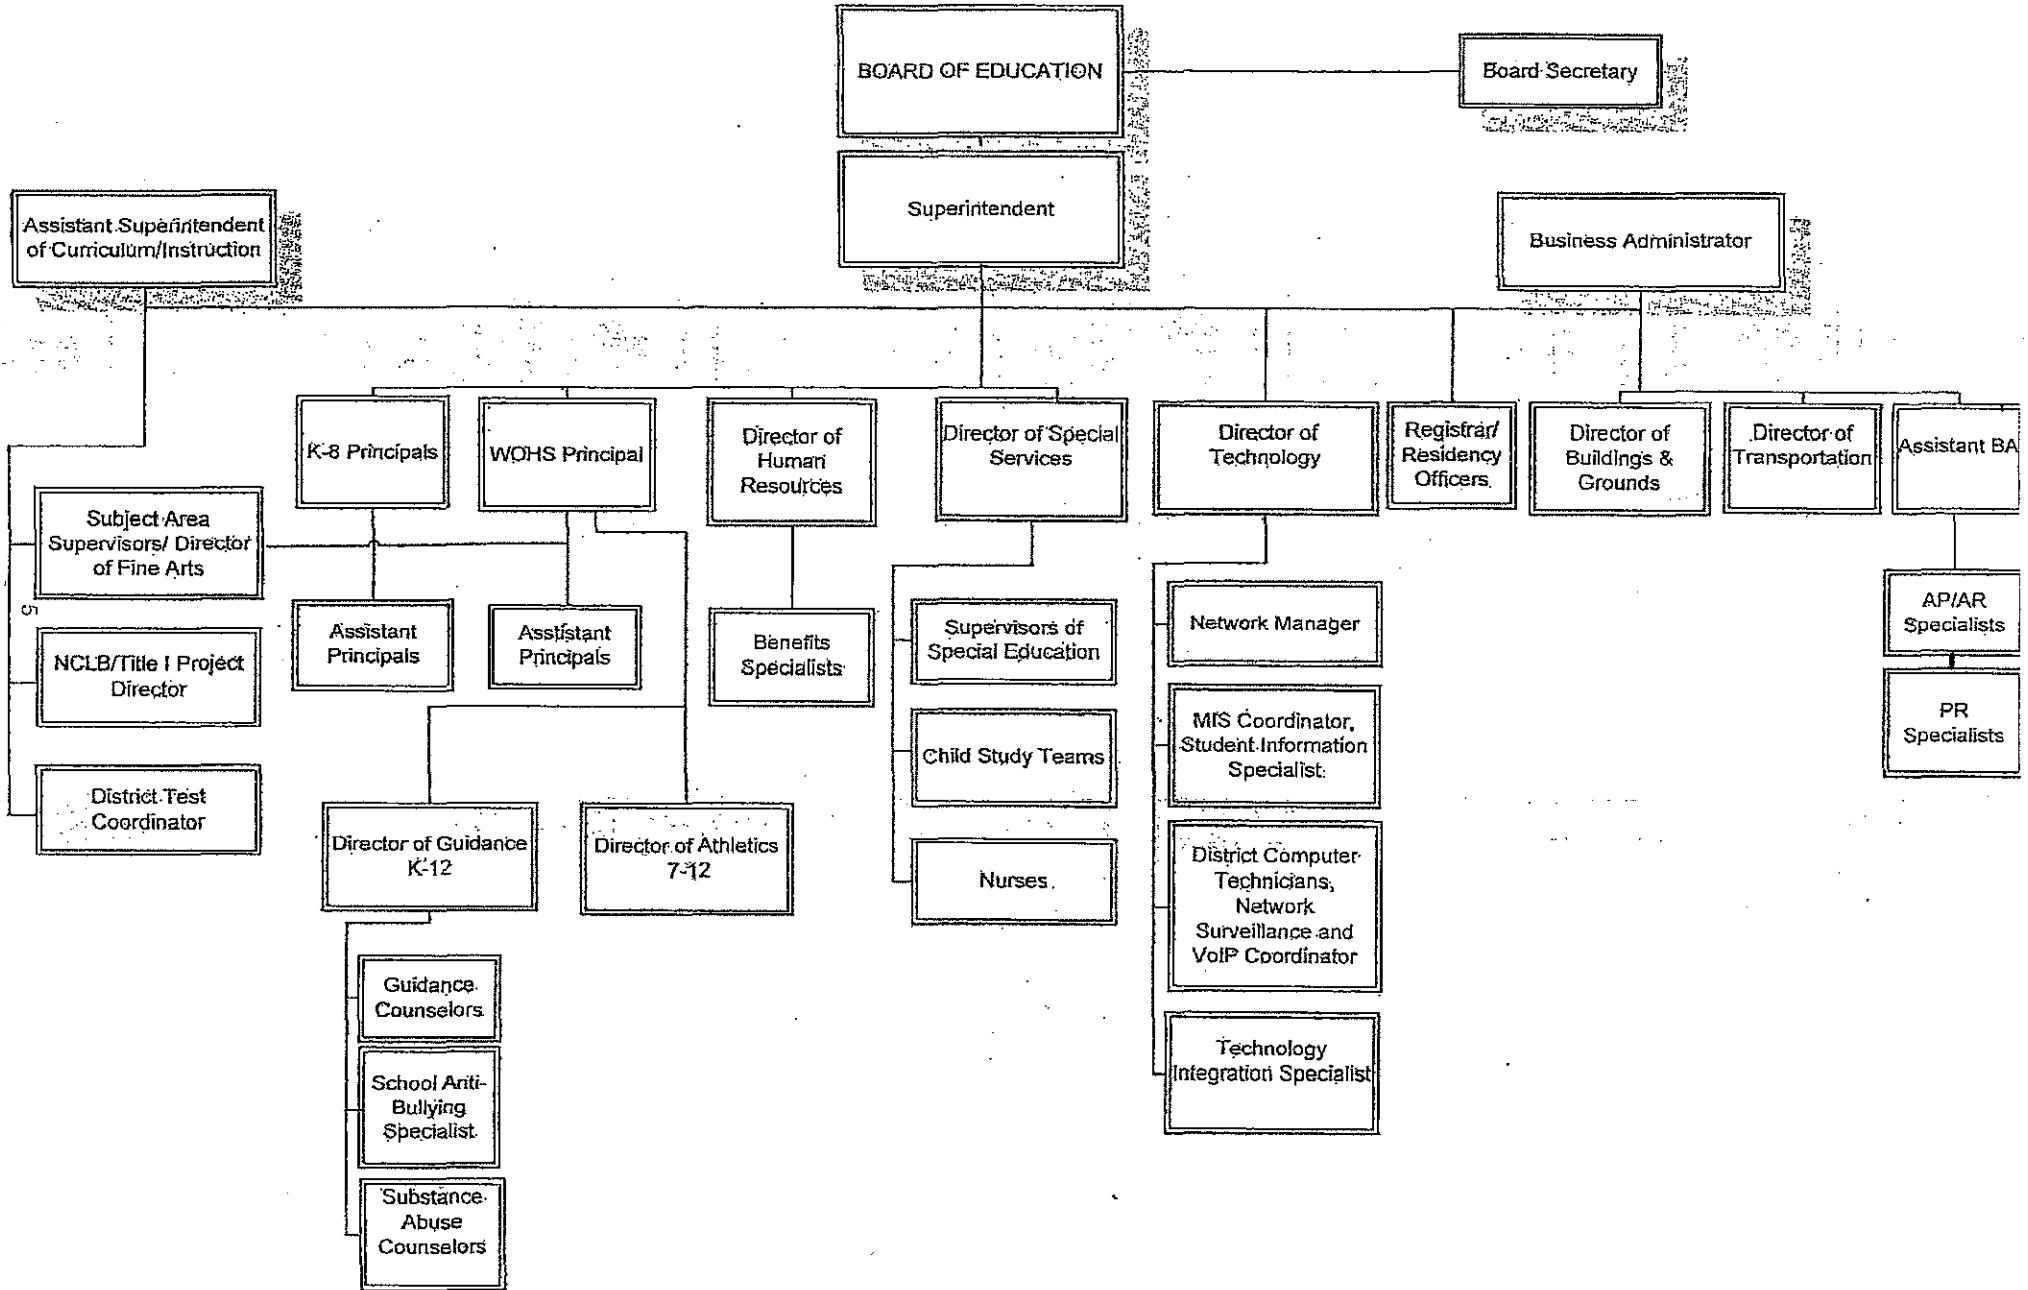 BOARD OF EDUCATION
Board Secretary
Superintendent
Assistant Superintendent
of Curriculum/Instruction
Business Administrator
K-8 Principals
WOHS Principal
Director of
Human
Resources
Director of Special
Services
Director of
Technology
Registrar/
Residency
Officers
Director of
Buildings &
Grounds
Director of
Transportation
Assistant BA
Subject Area
Supervisors/ Director
of Fine Arts
5
NCLB/Title I Project
Director
District Test
Coordinator
Assistant
Principals
Asstistant
Principals
Benefits
Specialists
Supervisors of
Special Education
Child Study Teams
Nurses
Network Manager
MIS Coordinator,
Student Information
Specialist
District Computer
Technicians,
Network
Surveillance and
VoIP Coordinator
Technology
Integration Specialist
AP/AR
Specialists
PR
Specialists
Director of Guidance
K-12
Director of Athletics
7-12
Guidance
Counselors
School Anti-
Bullying
Specialist
Substance
Abuse
Counselors